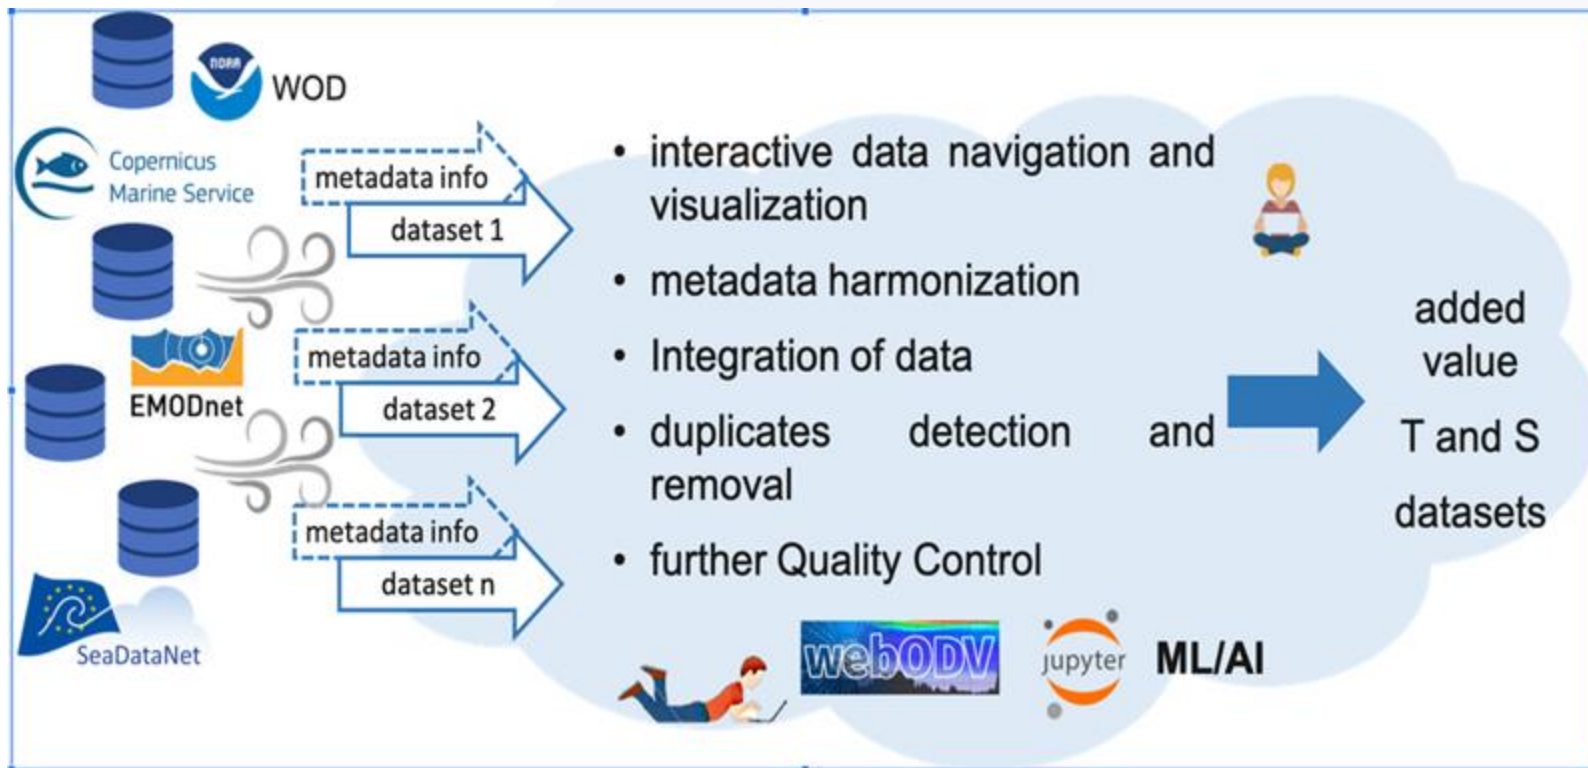 NOAA
WOD
Copernicus
Marine Service
metadata info
dataset 1
EMODnet
metadata info
dataset 2
metadata info
dataset n
SeaDataNet
• interactive data navigation and
visualization
• metadata harmonization
• Integration of data
• duplicates detection and
removal
• further Quality Control
webODV
jupyter
ML/AI
added
value
T and S
datasets